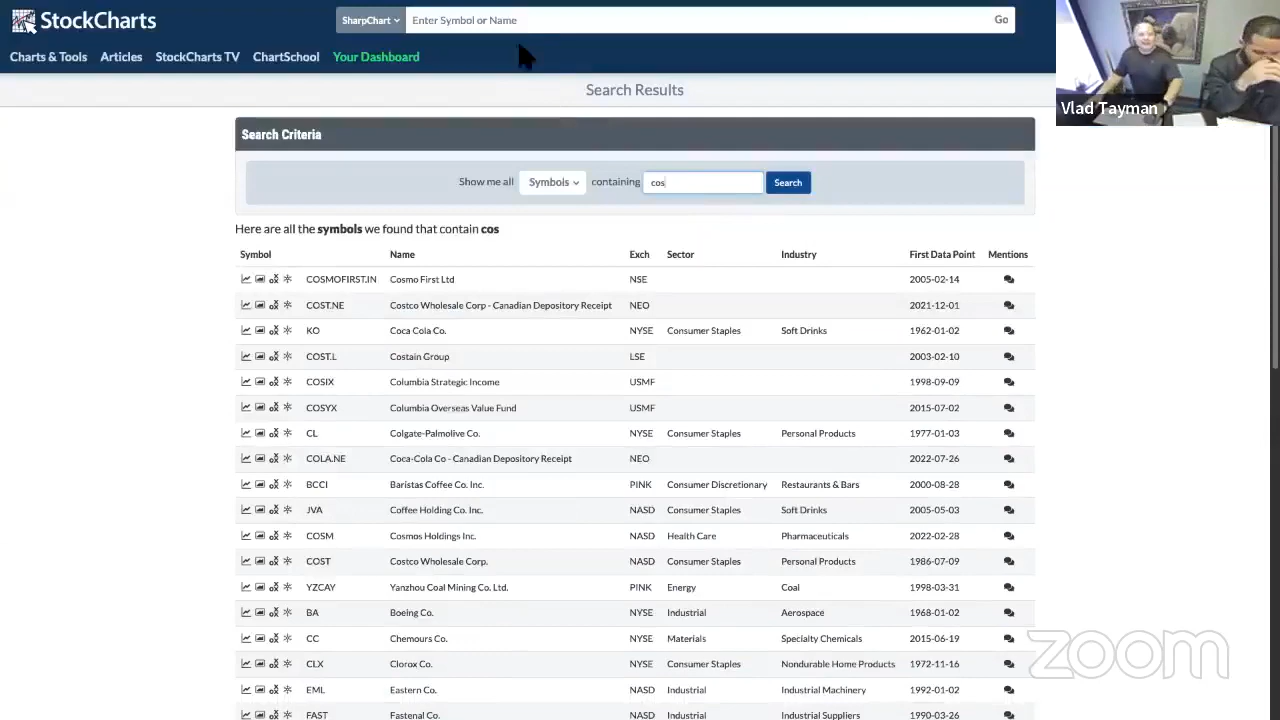 StockCharts
SharpChart Enter Symbol or Name Go
Charts & Tools Articles StockCharts TV ChartSchool Your Dashboard
Vlad Tayman
Search Results
Search Criteria
Show me all Symbols containing cos Search
Here are all the symbols we found that contain cos
Symbol Name Exch Sector Industry First Data Point Mentions
COSMOFIRST.IN Cosmo First Ltd NSE 2005-02-14
COST.NE Costco Wholesale Corp - Canadian Depository Receipt NEO 2021-12-01
KO Coca Cola Co. NYSE Consumer Staples Soft Drinks 1962-01-02
COST.L Costain Group LSE 2003-02-10
COSIX Columbia Strategic Income USMF 1998-09-09
COSYX Columbia Overseas Value Fund USMF 2015-07-02
CL Colgate-Palmolive Co. NYSE Consumer Staples Personal Products 1977-01-03
COLA.NE Coca-Cola Co - Canadian Depository Receipt NEO 2022-07-26
BCCI Baristas Coffee Co. Inc. PINK Consumer Discretionary Restaurants & Bars 2000-08-28
JVA Coffee Holding Co. Inc. NASD Consumer Staples Soft Drinks 2005-05-03
COSM Cosmos Holdings Inc. NASD Health Care Pharmaceuticals 2022-02-28
COST Costco Wholesale Corp. NASD Consumer Staples Personal Products 1986-07-09
YZCAY Yanzhou Coal Mining Co. Ltd. PINK Energy Coal 1998-03-31
BA Boeing Co. NYSE Industrial Aerospace 1968-01-02
CC Chemours Co. NYSE Materials Specialty Chemicals 2015-06-19
CLX Clorox Co. NYSE Consumer Staples Nondurable Home Products 1972-11-16
EML Eastern Co. NASD Industrial Industrial Machinery 1992-01-02
FAST Fastenal Co. NASD Industrial Industrial Suppliers 1990-03-26
zoom